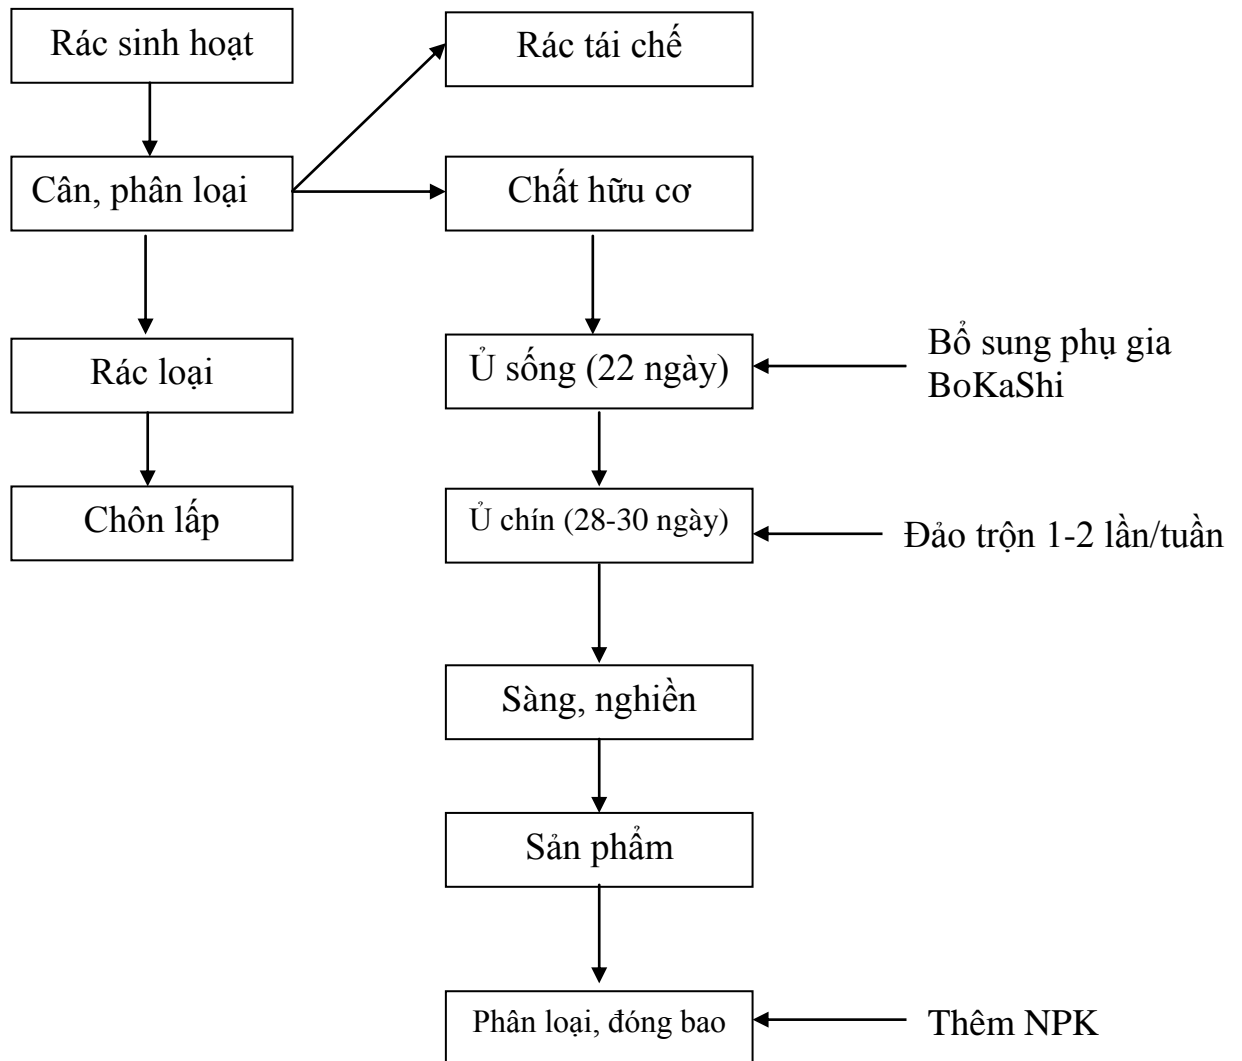 Rác sinh hoạt
Rác tái chế
Cân, phân loại
Chất hữu cơ
Rác loại
Ủ sống (22 ngày)
Bổ sung phụ gia
BoKaShi
Chôn lấp
Ủ chín (28-30 ngày)
Đảo trộn 1-2 lần/tuần
Sàng, nghiền
Sản phẩm
Phân loại, đóng bao
Thêm NPK